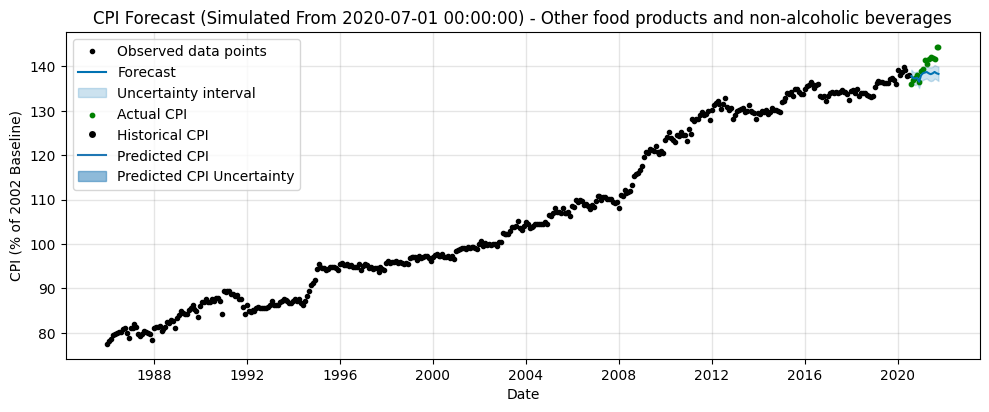 CPI Forecast (Simulated From 2020-07-01 00:00:00) - Other food products and non-alcoholic beverages
Observed data points
Forecast
Uncertainty interval
Actual CPI
Historical CPI
Predicted CPI
Predicted CPI Uncertainty
CPI (% of 2002 Baseline)
140
130
120
110
100
90
80
1988
1992
1996
2000
2004
2008
2012
2016
2020
Date